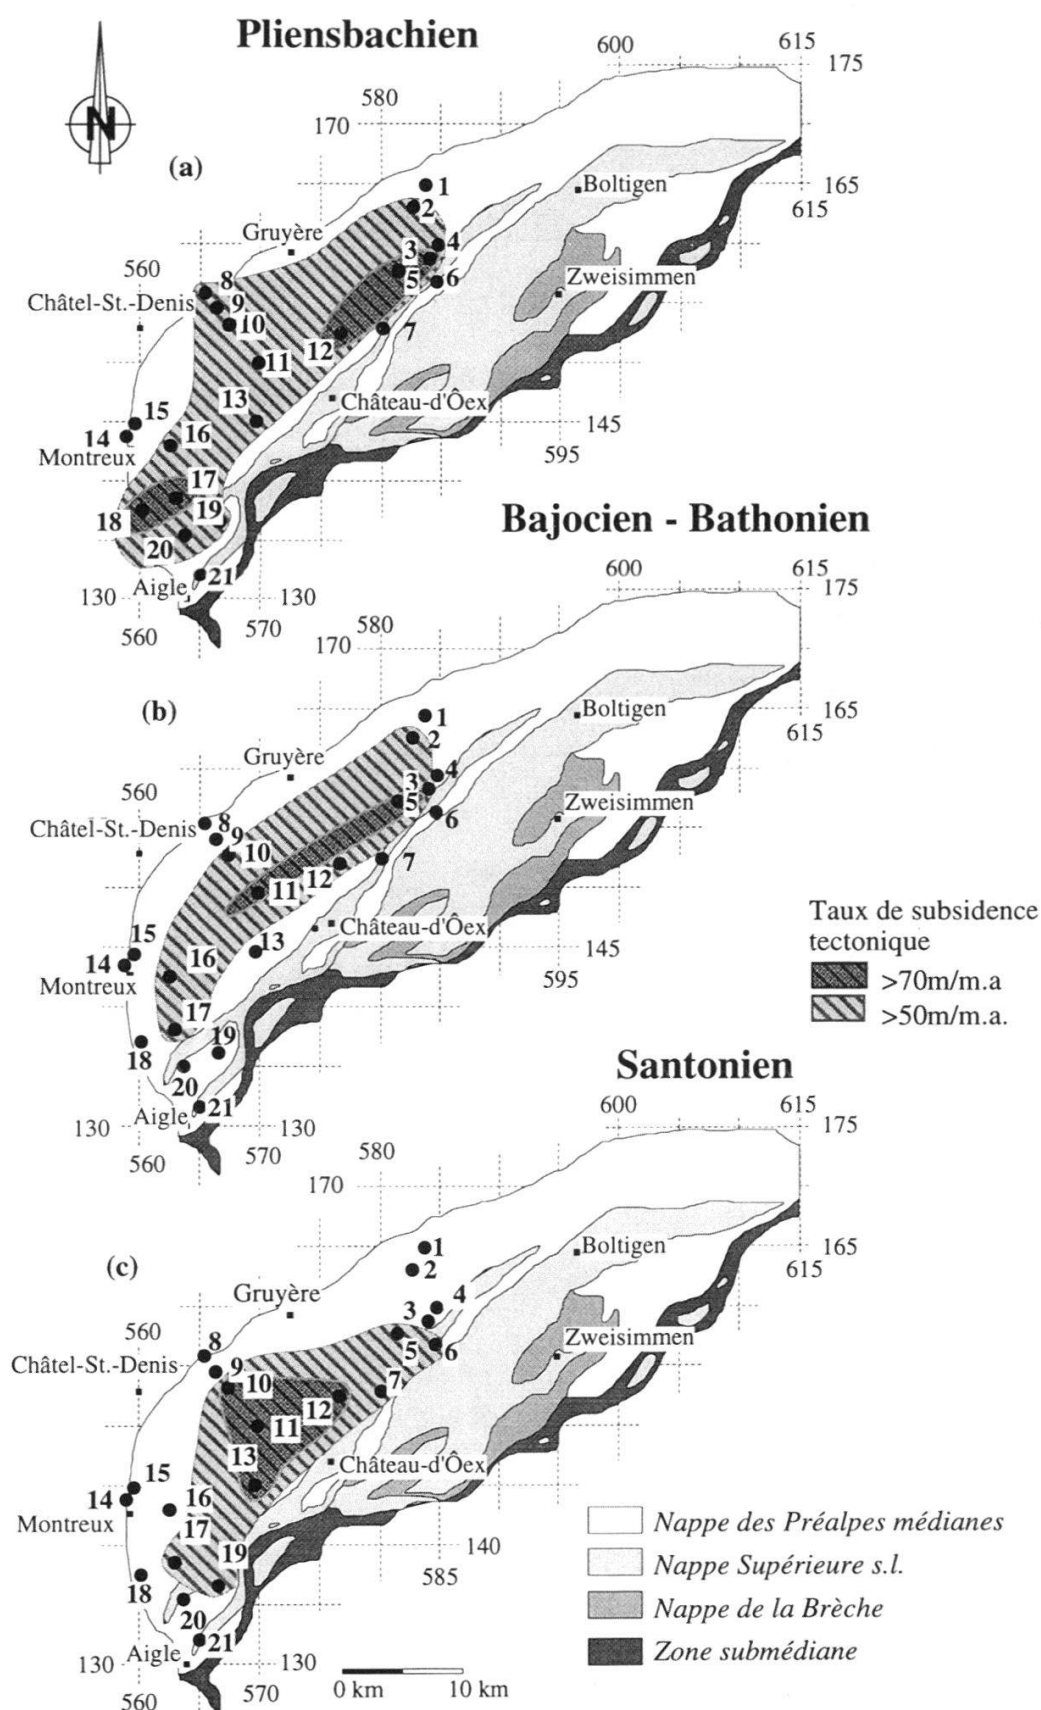 Pliensbachien
600
615
175
580
170
N
(a)
1
Boltigen
165
615
2
Gruyère
4
3
560
8
5
6
Zweisimmen
Châtel-St.-Denis
9
10
12
7
11
13
Château-d'Öex
15
145
14
16
Montreux
595
17
18
19
20
Aigle
21
130
130
560
570
Bajocien - Bathonien
600
615
175
580
170
(b)
1
Boltigen
165
615
2
Gruyère
4
3
560
5
Zweisimmen
6
Châtel-St.-Denis
8
9
10
12
7
11
Taux de subsidence
tectonique
>70m/m.a
>50m/m.a.
Château-d'Öex
15
13
145
14
16
Montreux
595
17
18
19
20
Aigle
21
130
130
560
570
Santonien
600
615
175
580
170
(c)
1
Boltigen
165
615
2
Gruyère
4
3
560
8
5
6
Zweisimmen
Châtel-St.-Denis
9
10
12
7
11
13
Château-d'Öex
15
14
16
Montreux
17
140
19
585
18
20
21
Aigle
130
130
560
570
0 km
10 km
Nappe des Préalpes médianes
Nappe Supérieure s.l.
Nappe de la Brèche
Zone submédiane